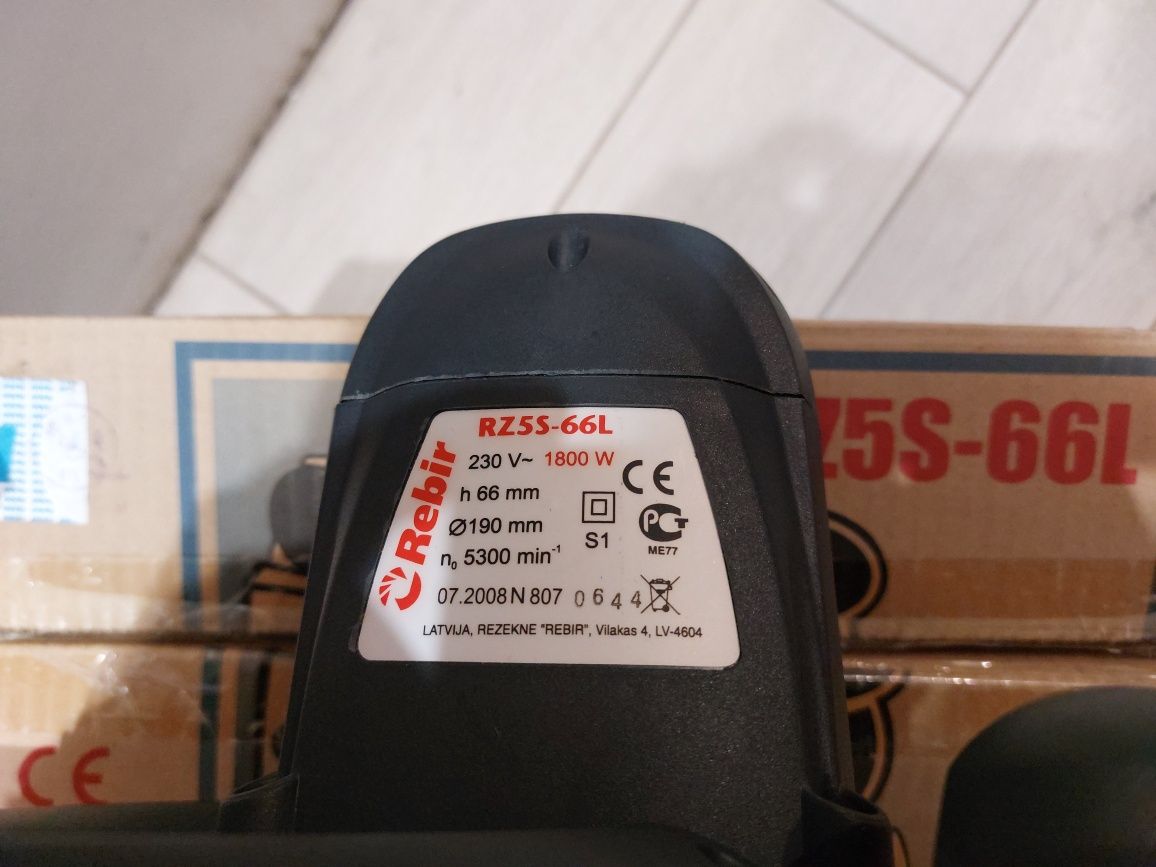 RZ5S-66L
Rebir
230 V~ 1800 W
h 66 mm
Ø190 mm
n₀ 5300 min⁻¹
CE
S1
PCT
ME77
07.2008 N 807 0644
LATVIJA, REZEKNE "REBIR", Vilakas 4, LV-4604
Z5S-66L
CE